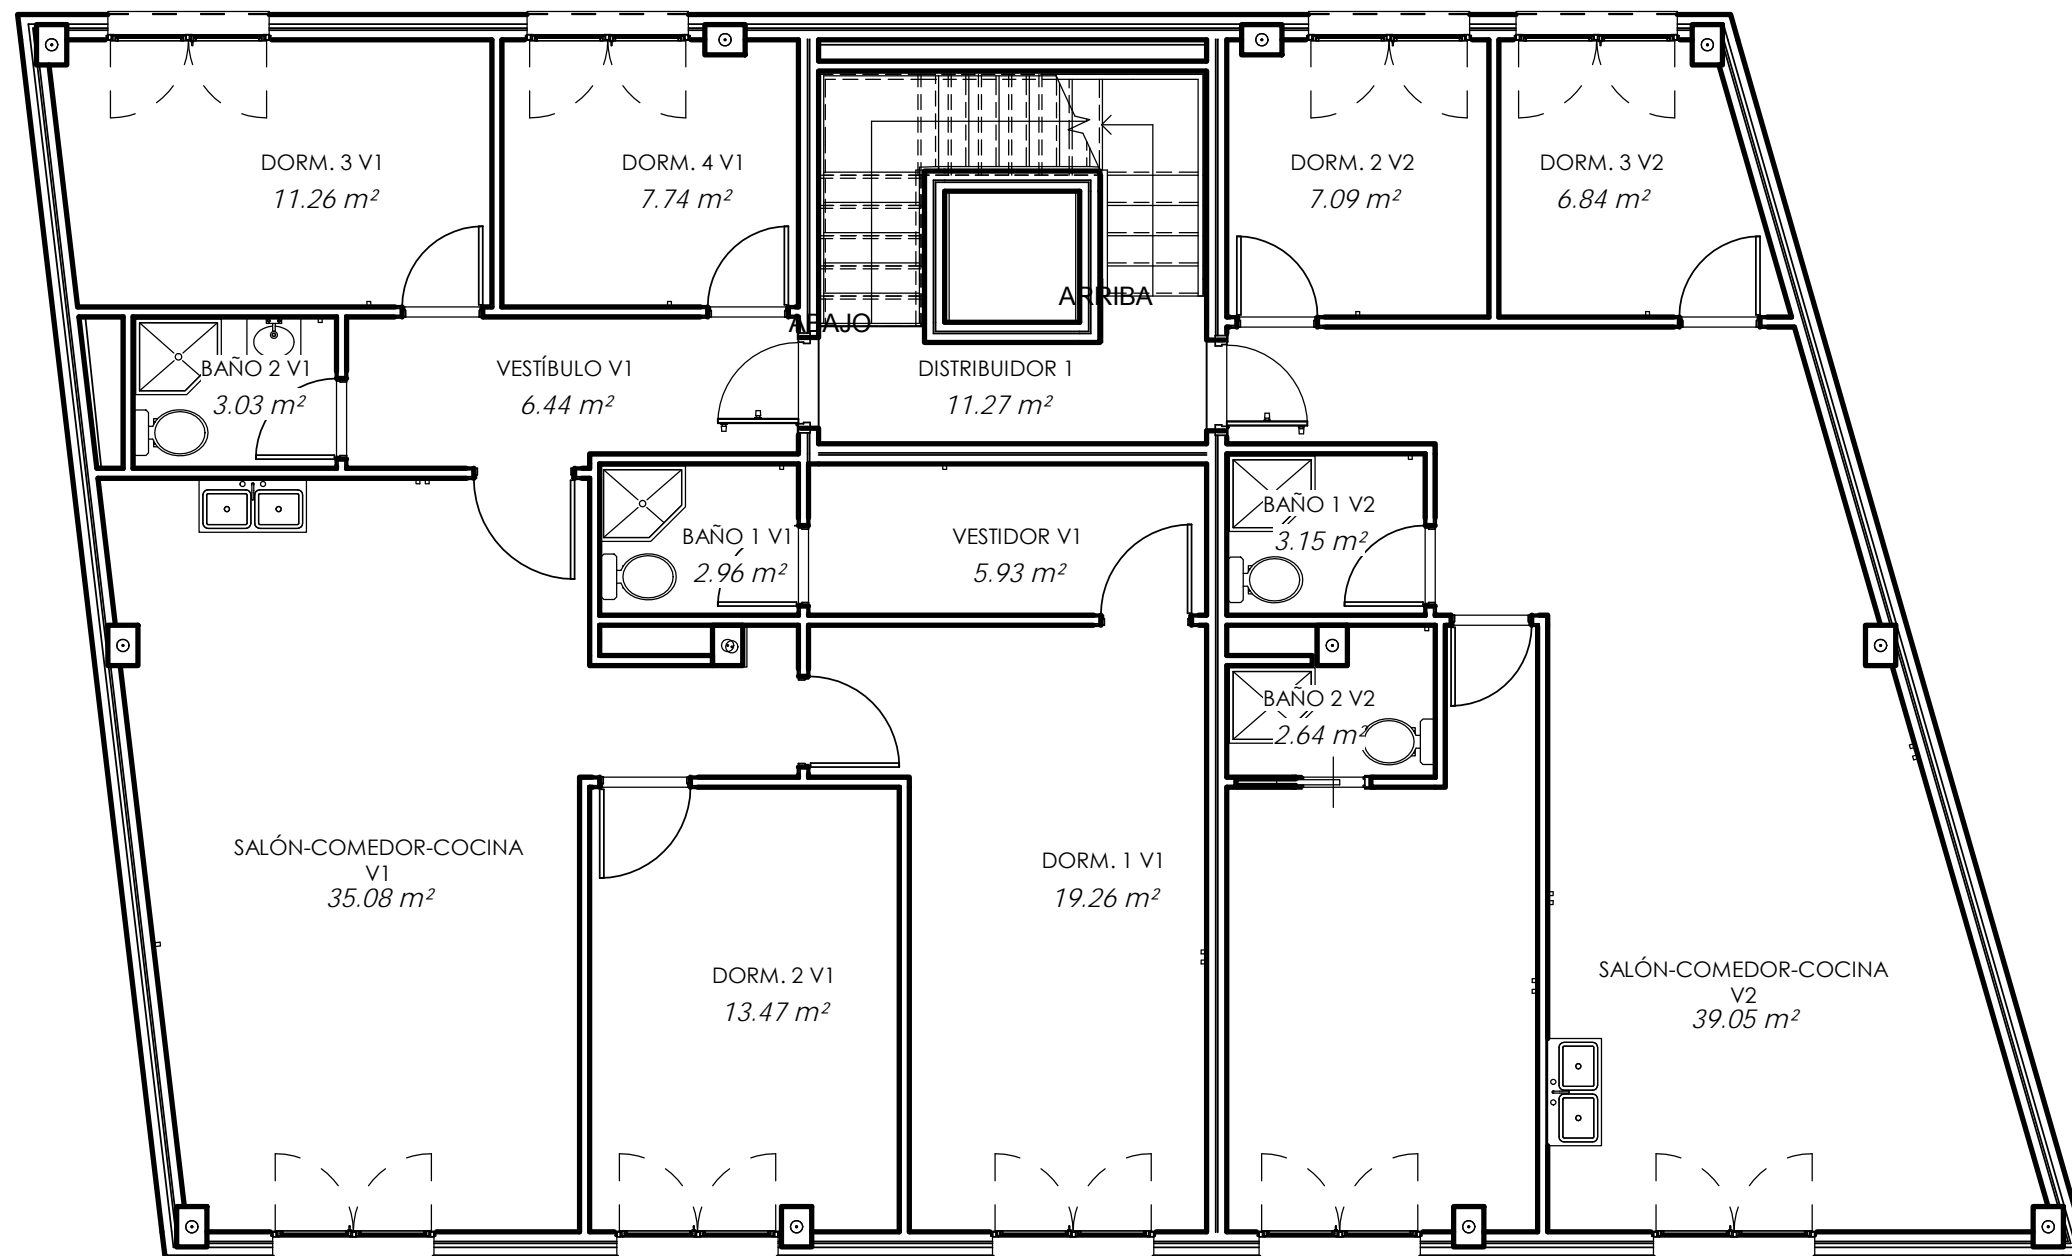 DORM. 3 V1
11.26 m²
DORM. 4 V1
7.74 m²
DORM. 2 V2
7.09 m²
DORM. 3 V2
6.84 m²
ARRIBA
ABAJO
BAÑO 2 V1
3.03 m²
VESTÍBULO V1
6.44 m²
DISTRIBUIDOR 1
11.27 m²
BAÑO 1 V1
2.96 m²
VESTIDOR V1
5.93 m²
BAÑO 1 V2
3.15 m²
BAÑO 2 V2
2.64 m²
SALÓN-COMEDOR-COCINA
V1
35.08 m²
DORM. 1 V1
19.26 m²
DORM. 2 V1
13.47 m²
SALÓN-COMEDOR-COCINA
V2
39.05 m²